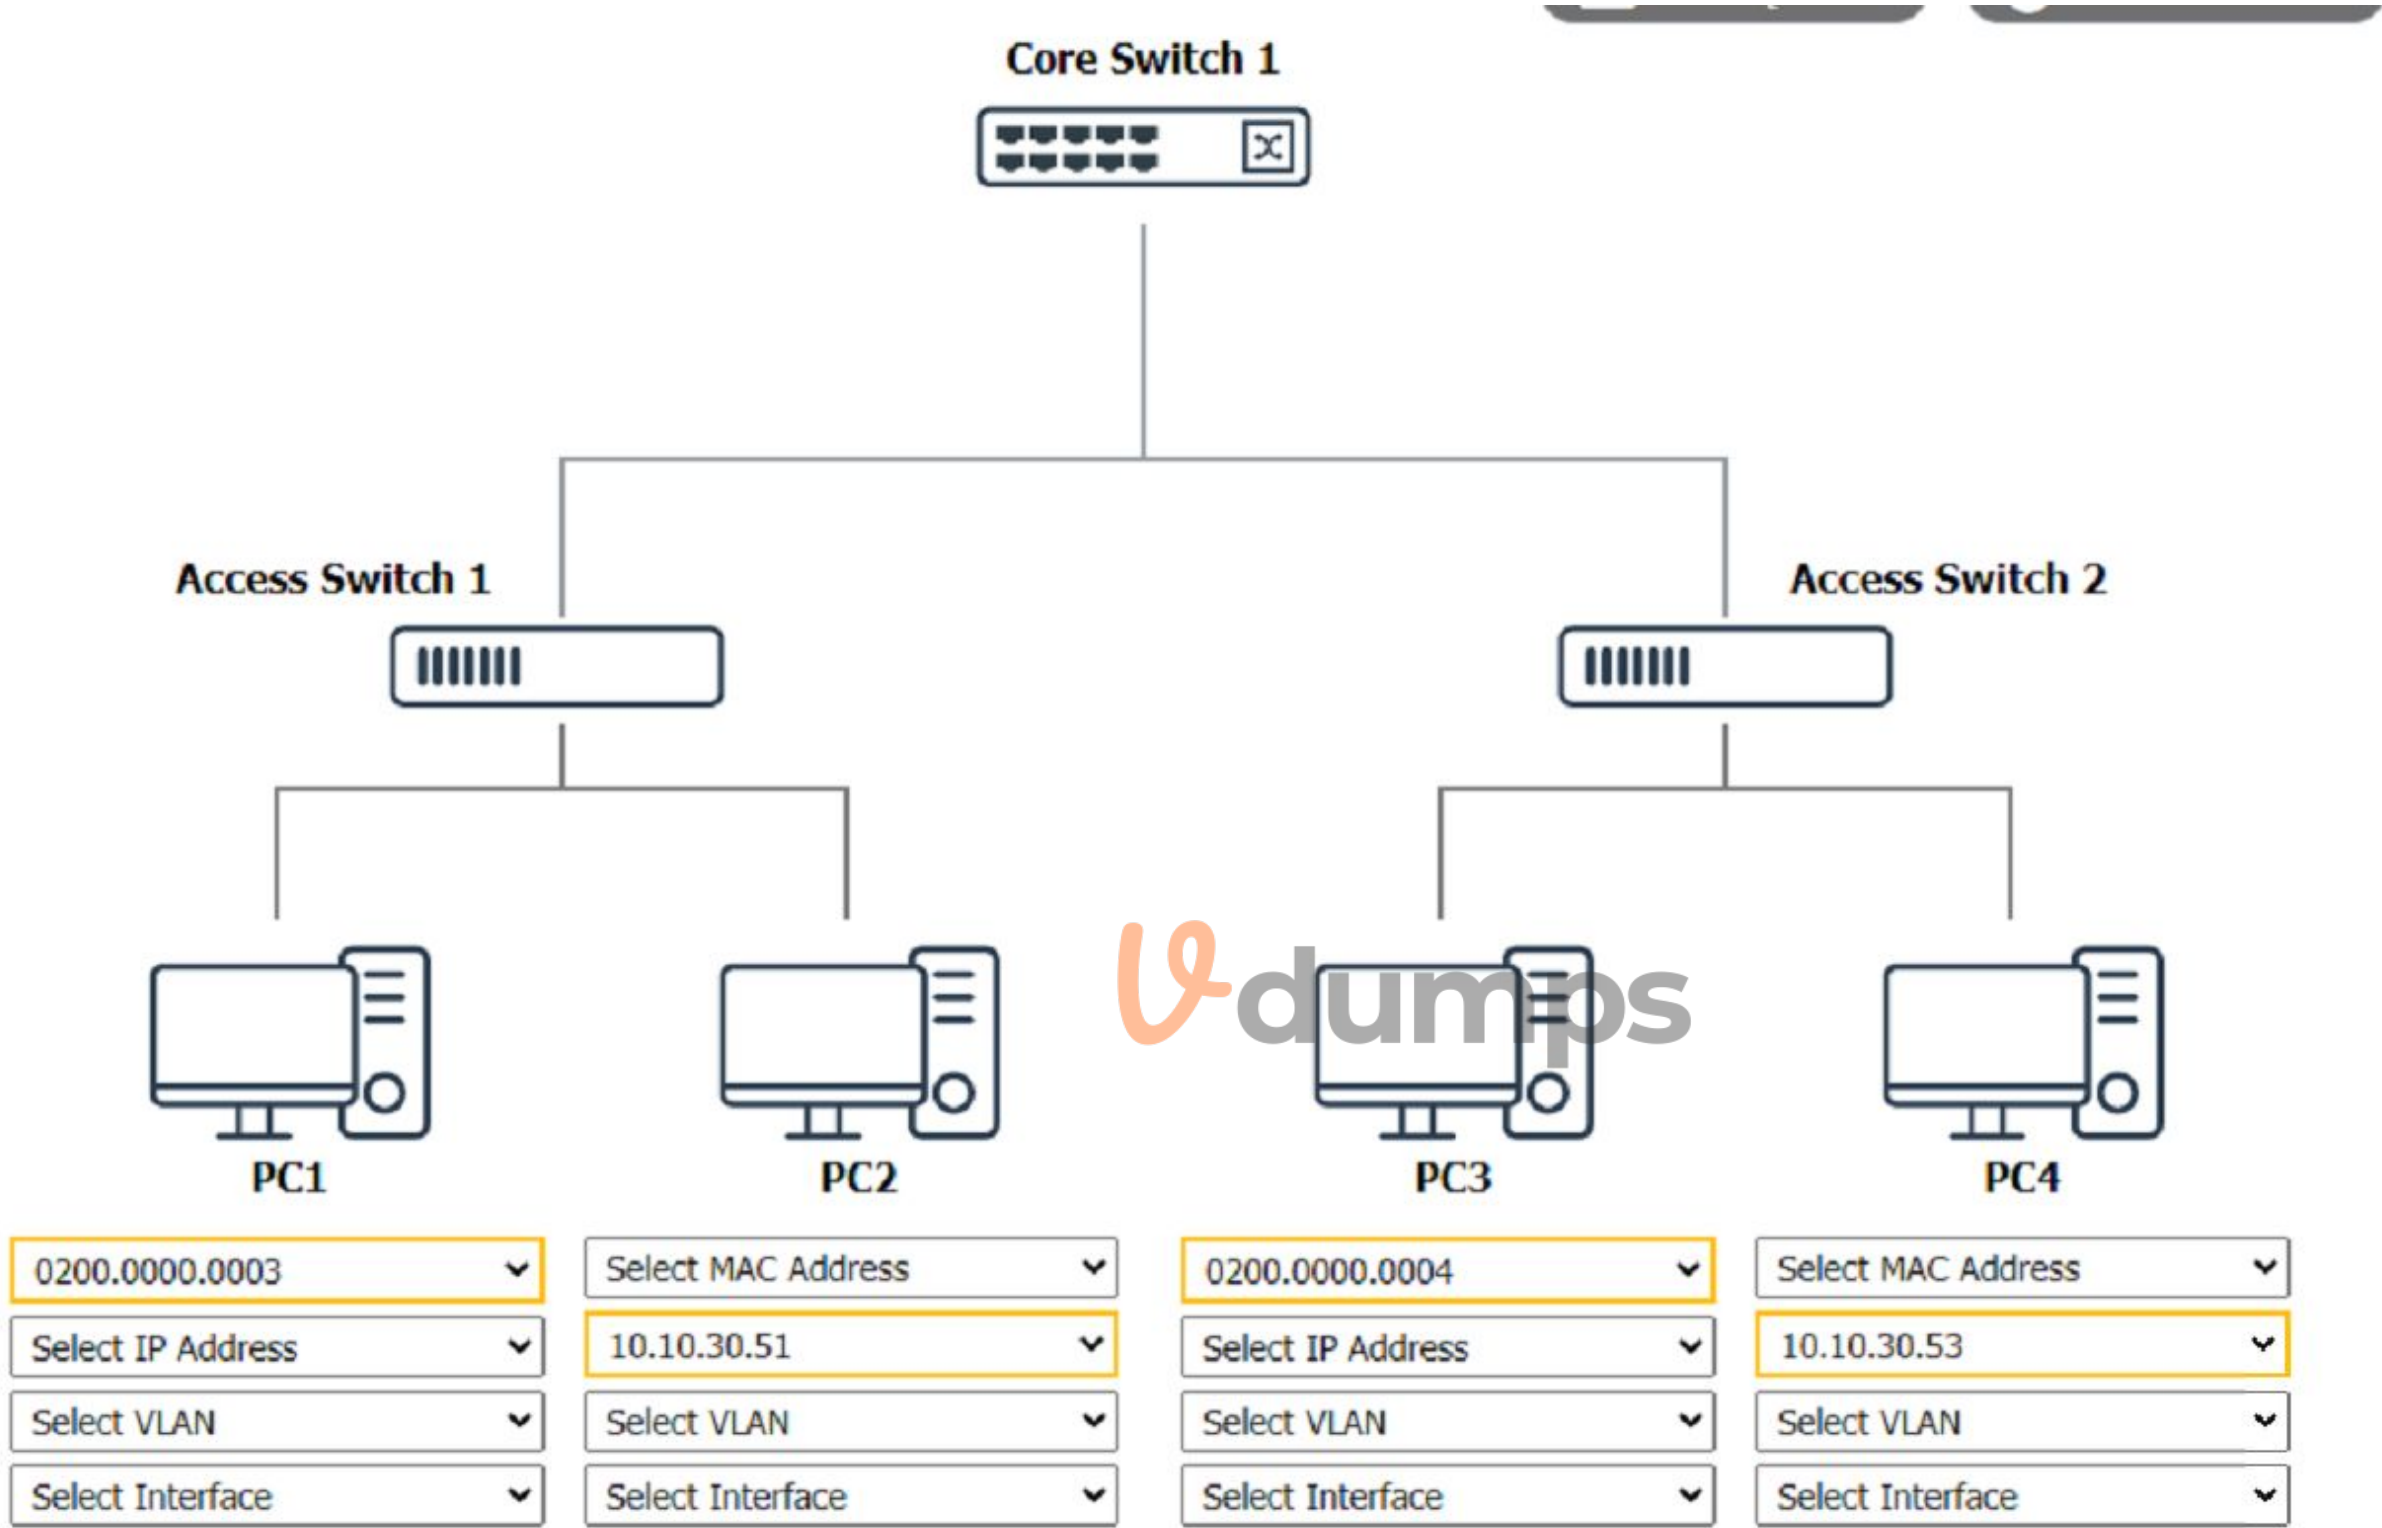 Core Switch 1
Access Switch 1
Access Switch 2
Vdumps
PC1
PC2
PC3
PC4
0200.0000.0003
Select MAC Address
0200.0000.0004
Select MAC Address
Select IP Address
10.10.30.51
Select IP Address
10.10.30.53
Select VLAN
Select VLAN
Select VLAN
Select VLAN
Select Interface
Select Interface
Select Interface
Select Interface